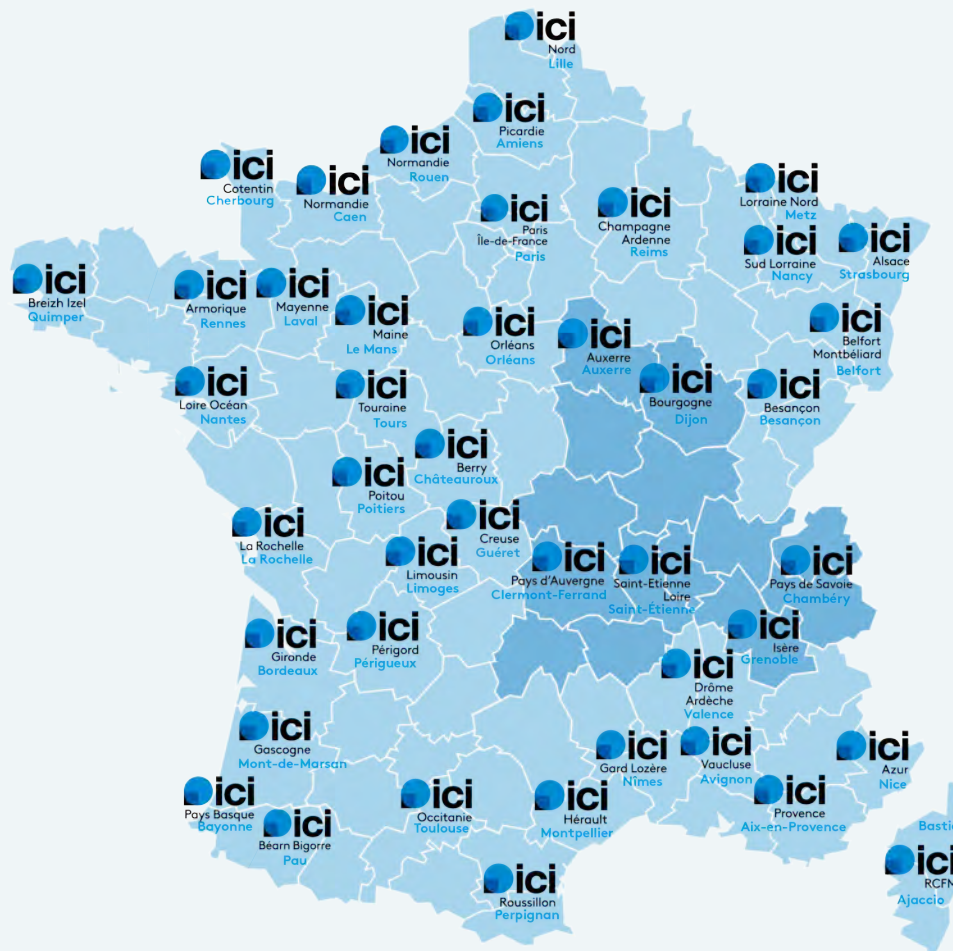 ici
Nord
Lille
ici
Picardie
Amiens
ici
Normandie
Rouen
ici
Cotentin
Cherbourg
ici
Normandie
Caen
ici
Paris
Île-de-France
Paris
ici
Champagne
Ardenne
Reims
ici
Lorraine Nord
Metz
ici
Sud Lorraine
Nancy
ici
Alsace
Strasbourg
ici
Breizh Izel
Quimper
ici
Armorique
Rennes
ici
Mayenne
Laval
ici
Maine
Le Mans
ici
Orléans
Orléans
ici
Auxerre
Auxerre
ici
Belfort
Montbéliard
Belfort
ici
Loire Océan
Nantes
ici
Touraine
Tours
ici
Bourgogne
Dijon
ici
Besançon
Besançon
ici
Berry
Châteauroux
ici
Poitou
Poitiers
ici
La Rochelle
La Rochelle
ici
Creuse
Guéret
ici
Limousin
Limoges
ici
Pays d'Auvergne
Clermont-Ferrand
ici
Saint-Etienne
Loire
Saint-Étienne
ici
Pays de Savoie
Chambéry
ici
Gironde
Bordeaux
ici
Périgord
Périgueux
ici
Isère
Grenoble
ici
Drôme
Ardèche
Valence
ici
Gascogne
Mont-de-Marsan
ici
Gard Lozère
Nîmes
ici
Vaucluse
Avignon
ici
Azur
Nice
ici
Pays Basque
Bayonne
ici
Béarn Bigorre
Pau
ici
Occitanie
Toulouse
ici
Hérault
Montpellier
ici
Provence
Aix-en-Provence
Bastia
ici
RCFM
Ajaccio
ici
Roussillon
Perpignan